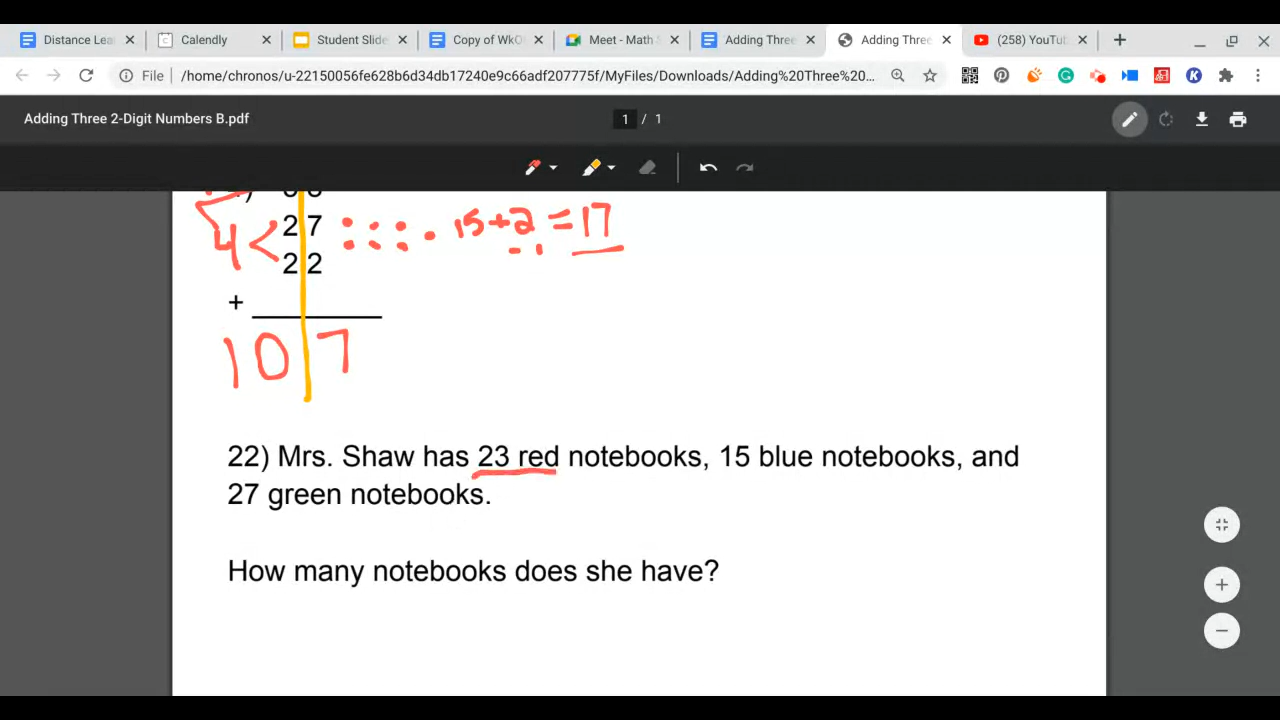 Distance Lea
Calendly
Student Slide
Copy of WkO
Meet - Math
Adding Three
Adding Three
(258) YouTu
File /home/chronos/u-22150056fe628b6d34db17240e9c66adf207775f/MyFiles/Downloads/Adding%20Three%20...
Adding Three 2-Digit Numbers B.pdf
1 / 1
27 15+2=17
4 < 22
+
107
22) Mrs. Shaw has 23 red notebooks, 15 blue notebooks, and
27 green notebooks.
How many notebooks does she have?